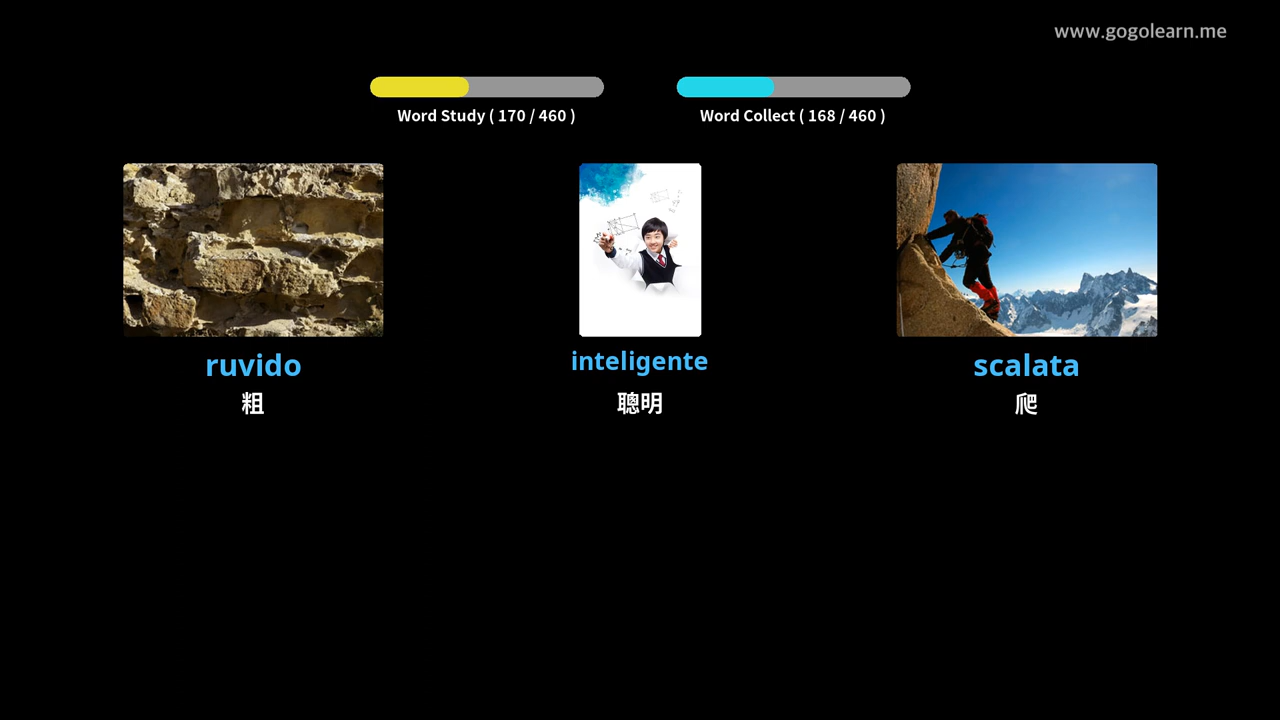 www.gogolearn.me
Word Study ( 170 / 460 )
Word Collect ( 168 / 460 )
ruvido
inteligente
scalata
粗
聰明
爬